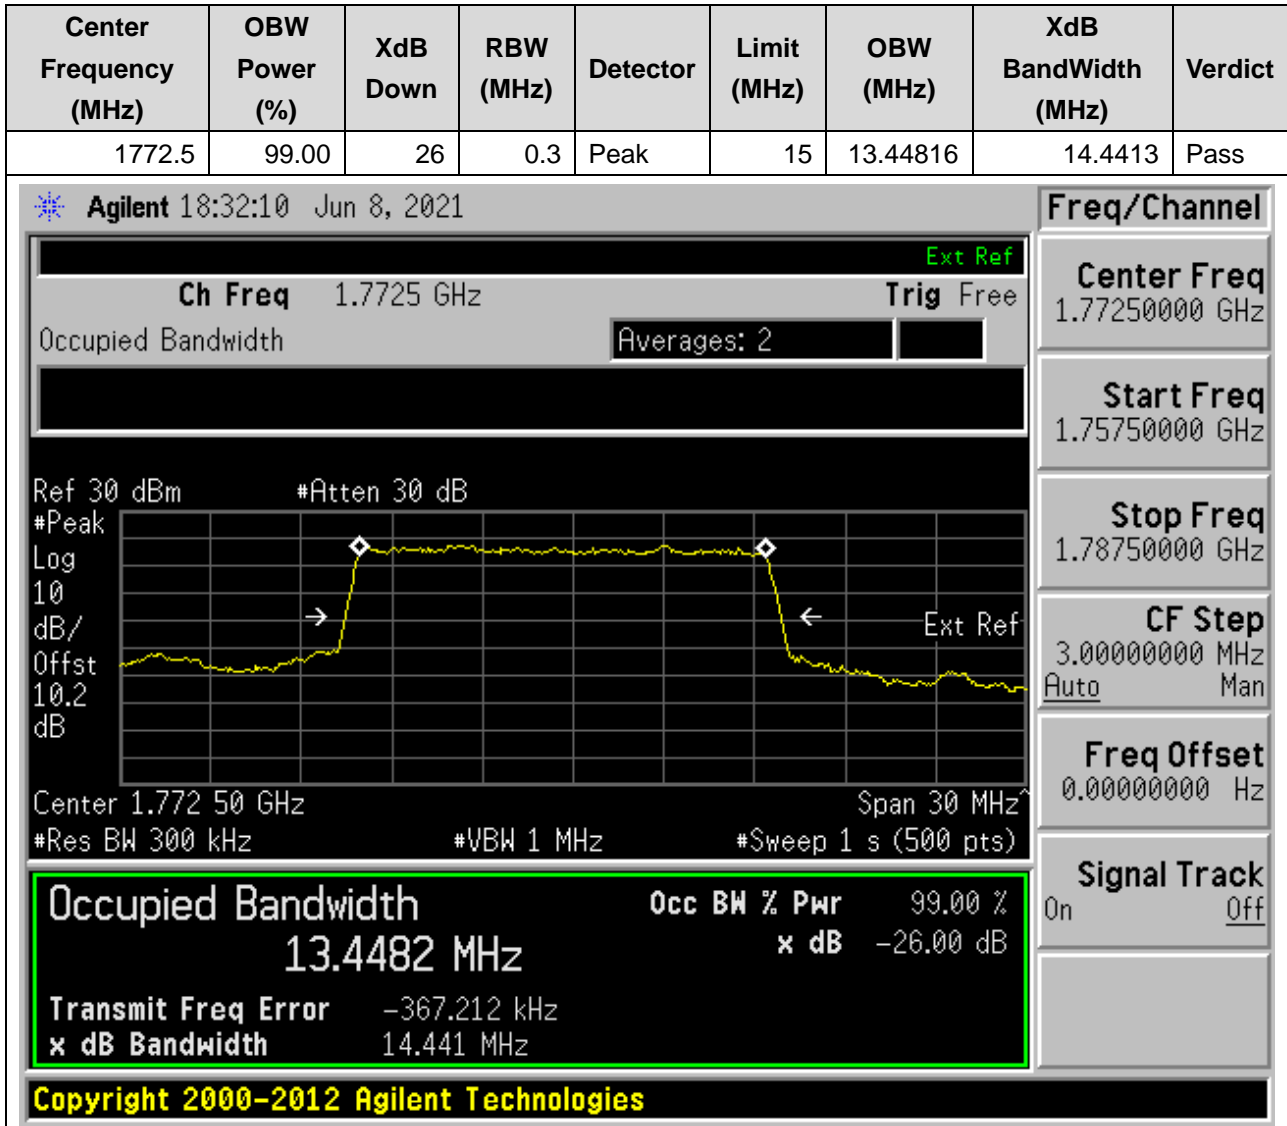 Center Frequency (MHz) OBW Power (%) XdB Down RBW (MHz) Detector Limit (MHz) OBW (MHz) XdB BandWidth (MHz) Verdict
1772.5 99.00 26 0.3 Peak 15 13.44816 14.4413 Pass
Agilent 18:32:10 Jun 8, 2021
Freq/Channel
Ext Ref
Ch Freq 1.7725 GHz Trig Free
Occupied Bandwidth Averages: 2
Center Freq
1.77250000 GHz
Start Freq
1.75750000 GHz
Stop Freq
1.78750000 GHz
CF Step
3.00000000 MHz
Auto Man
Freq Offset
0.00000000 Hz
Signal Track
On Off
Ref 30 dBm #Atten 30 dB
#Peak
Log
10
dB/
Offst
10.2
dB
Ext Ref
Center 1.772 50 GHz Span 30 MHz^
#Res BW 300 kHz #VBW 1 MHz #Sweep 1 s (500 pts)
Occupied Bandwidth
13.4482 MHz
Occ BW % Pwr 99.00 %
x dB -26.00 dB
Transmit Freq Error -367.212 kHz
x dB Bandwidth 14.441 MHz
Copyright 2000-2012 Agilent Technologies